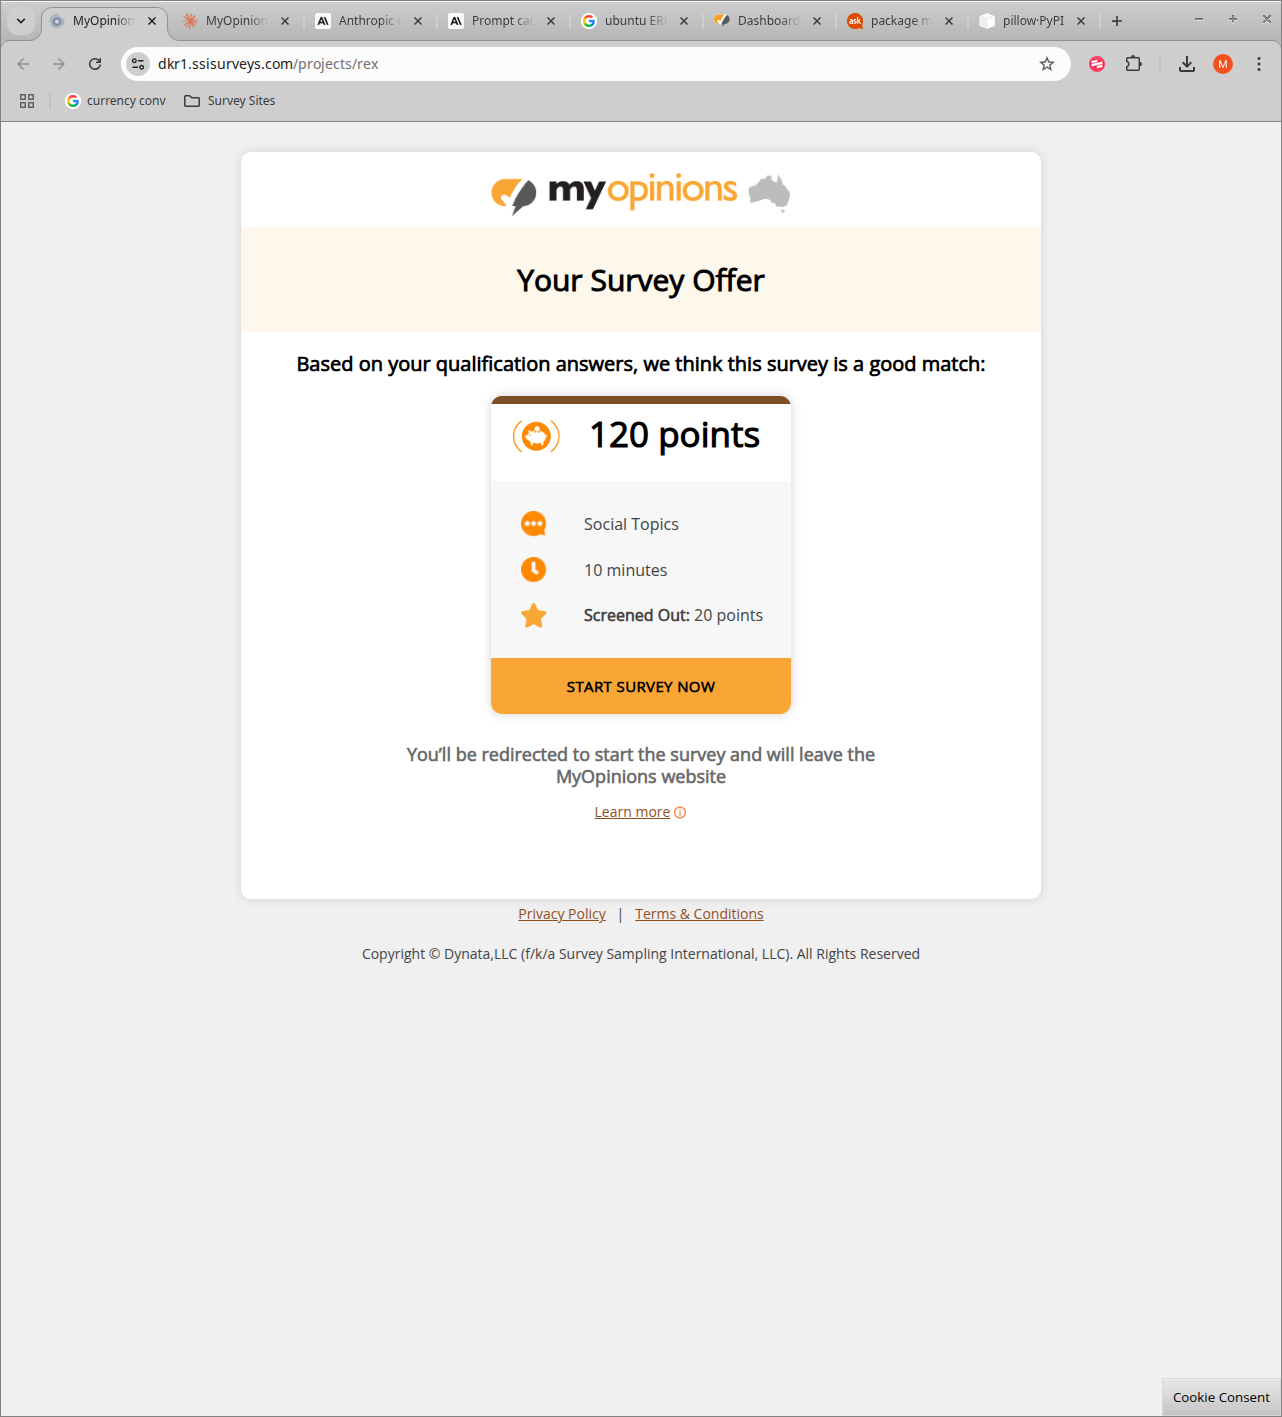 MyOpinion
MyOpinion
Anthropic
Prompt cac
ubuntu ER
Dashboard
package m
pillow·PyPI
dkr1.ssisurveys.com/projects/rex
M
currency conv
Survey Sites
myopinions
Your Survey Offer
Based on your qualification answers, we think this survey is a good match:
120 points
Social Topics
10 minutes
Screened Out: 20 points
START SURVEY NOW
You’ll be redirected to start the survey and will leave the
MyOpinions website
Learn more
Privacy Policy | Terms & Conditions
Copyright © Dynata,LLC (f/k/a Survey Sampling International, LLC). All Rights Reserved
Cookie Consent